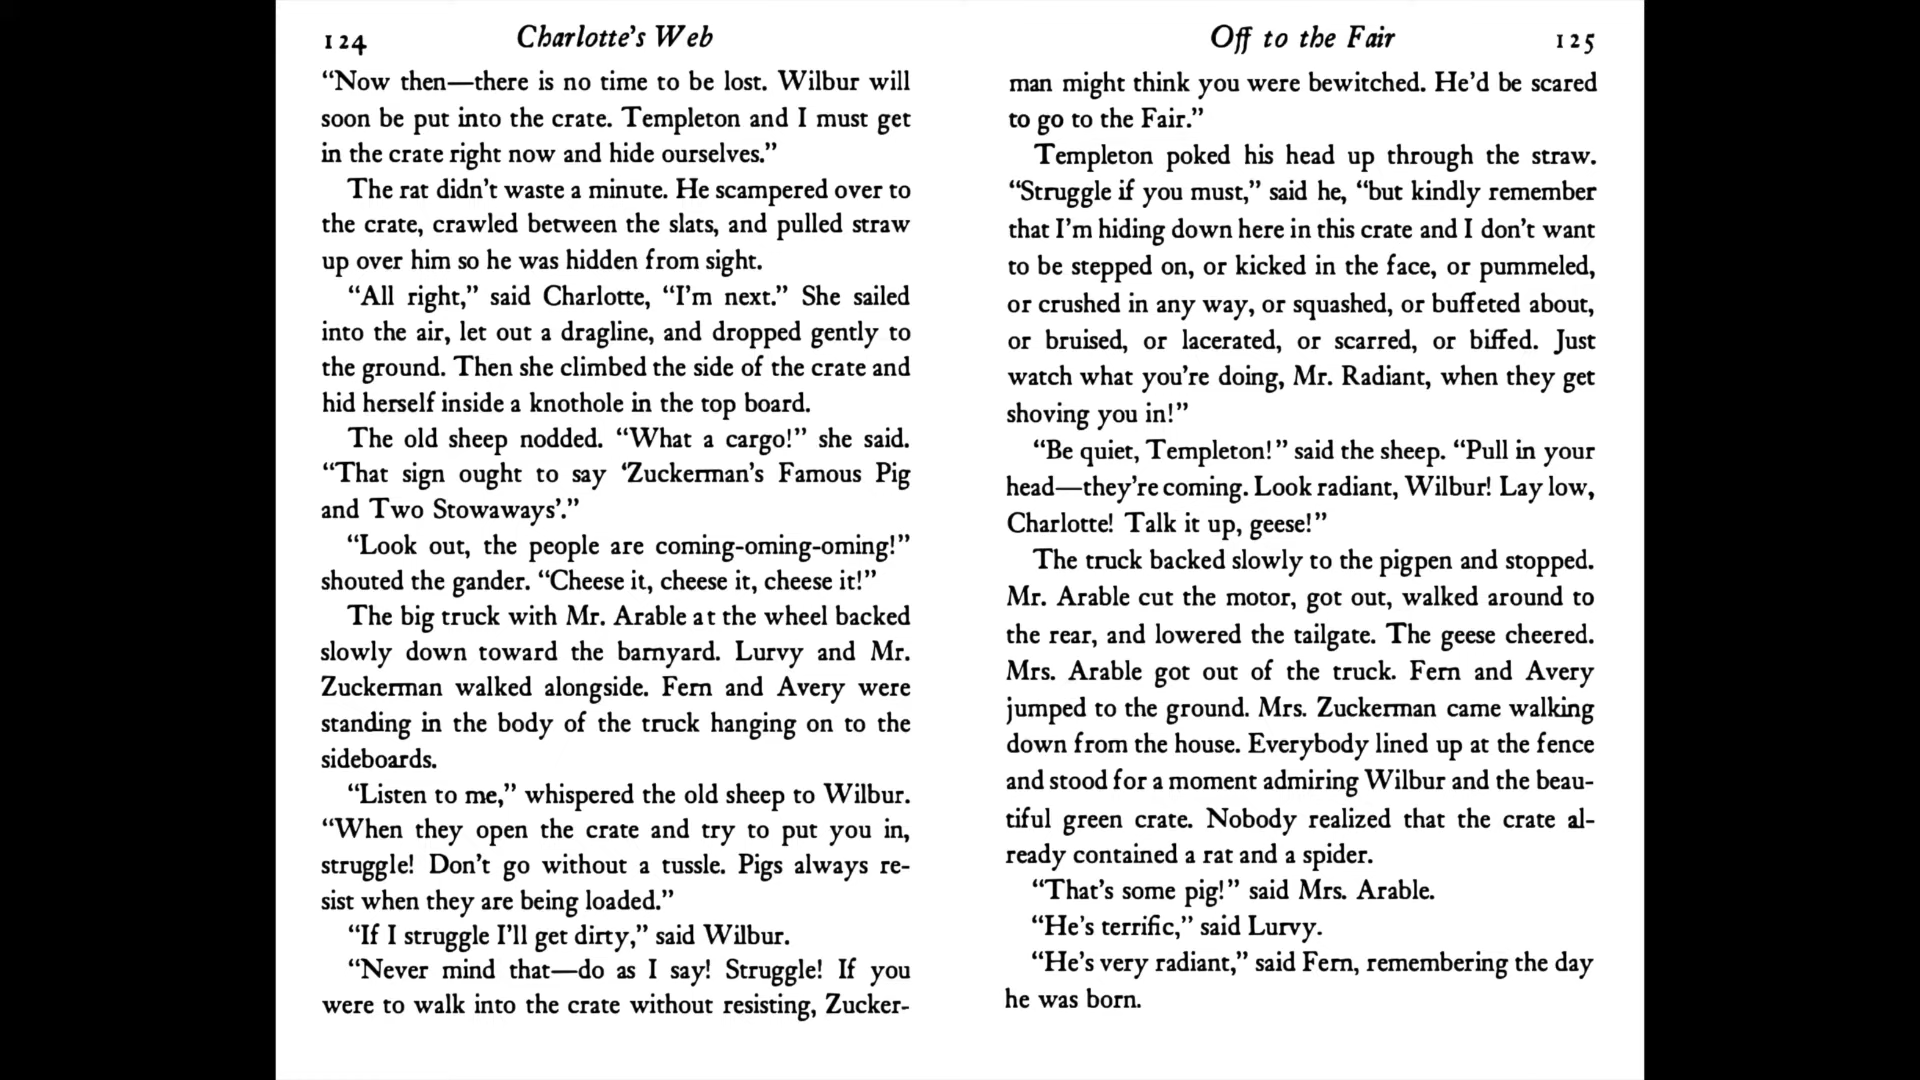 124 Charlotte's Web
“Now then—there is no time to be lost. Wilbur will
soon be put into the crate. Templeton and I must get
in the crate right now and hide ourselves.”
The rat didn't waste a minute. He scampered over to
the crate, crawled between the slats, and pulled straw
up over him so he was hidden from sight.
“All right,” said Charlotte, “I'm next.” She sailed
into the air, let out a dragline, and dropped gently to
the ground. Then she climbed the side of the crate and
hid herself inside a knothole in the top board.
The old sheep nodded. “What a cargo!” she said.
“That sign ought to say ‘Zuckerman's Famous Pig
and Two Stowaways’.”
“Look out, the people are coming-oming-oming!”
shouted the gander. “Cheese it, cheese it, cheese it!”
The big truck with Mr. Arable at the wheel backed
slowly down toward the barnyard. Lurvy and Mr.
Zuckerman walked alongside. Fern and Avery were
standing in the body of the truck hanging on to the
sideboards.
“Listen to me,” whispered the old sheep to Wilbur.
“When they open the crate and try to put you in,
struggle! Don't go without a tussle. Pigs always re-
sist when they are being loaded.”
“If I struggle I'll get dirty,” said Wilbur.
“Never mind that—do as I say! Struggle! If you
were to walk into the crate without resisting, Zucker-
Off to the Fair 125
man might think you were bewitched. He'd be scared
to go to the Fair.”
Templeton poked his head up through the straw.
“Struggle if you must,” said he, “but kindly remember
that I'm hiding down here in this crate and I don't want
to be stepped on, or kicked in the face, or pummeled,
or crushed in any way, or squashed, or buffeted about,
or bruised, or lacerated, or scarred, or biffed. Just
watch what you're doing, Mr. Radiant, when they get
shoving you in!”
“Be quiet, Templeton!” said the sheep. “Pull in your
head—they're coming. Look radiant, Wilbur! Lay low,
Charlotte! Talk it up, geese!”
The truck backed slowly to the pigpen and stopped.
Mr. Arable cut the motor, got out, walked around to
the rear, and lowered the tailgate. The geese cheered.
Mrs. Arable got out of the truck. Fern and Avery
jumped to the ground. Mrs. Zuckerman came walking
down from the house. Everybody lined up at the fence
and stood for a moment admiring Wilbur and the beau-
tiful green crate. Nobody realized that the crate al-
ready contained a rat and a spider.
“That's some pig!” said Mrs. Arable.
“He's terrific,” said Lurvy.
“He's very radiant,” said Fern, remembering the day
he was born.